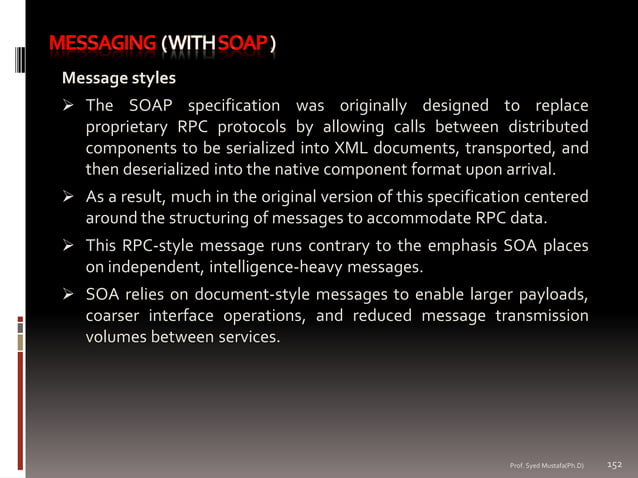 MESSAGING (WITH SOAP)
Message styles
➢ The SOAP specification was originally designed to replace
proprietary RPC protocols by allowing calls between distributed
components to be serialized into XML documents, transported, and
then deserialized into the native component format upon arrival.
➢ As a result, much in the original version of this specification centered
around the structuring of messages to accommodate RPC data.
➢ This RPC-style message runs contrary to the emphasis SOA places
on independent, intelligence-heavy messages.
➢ SOA relies on document-style messages to enable larger payloads,
coarser interface operations, and reduced message transmission
volumes between services.
Prof. Syed Mustafa(Ph.D) 152